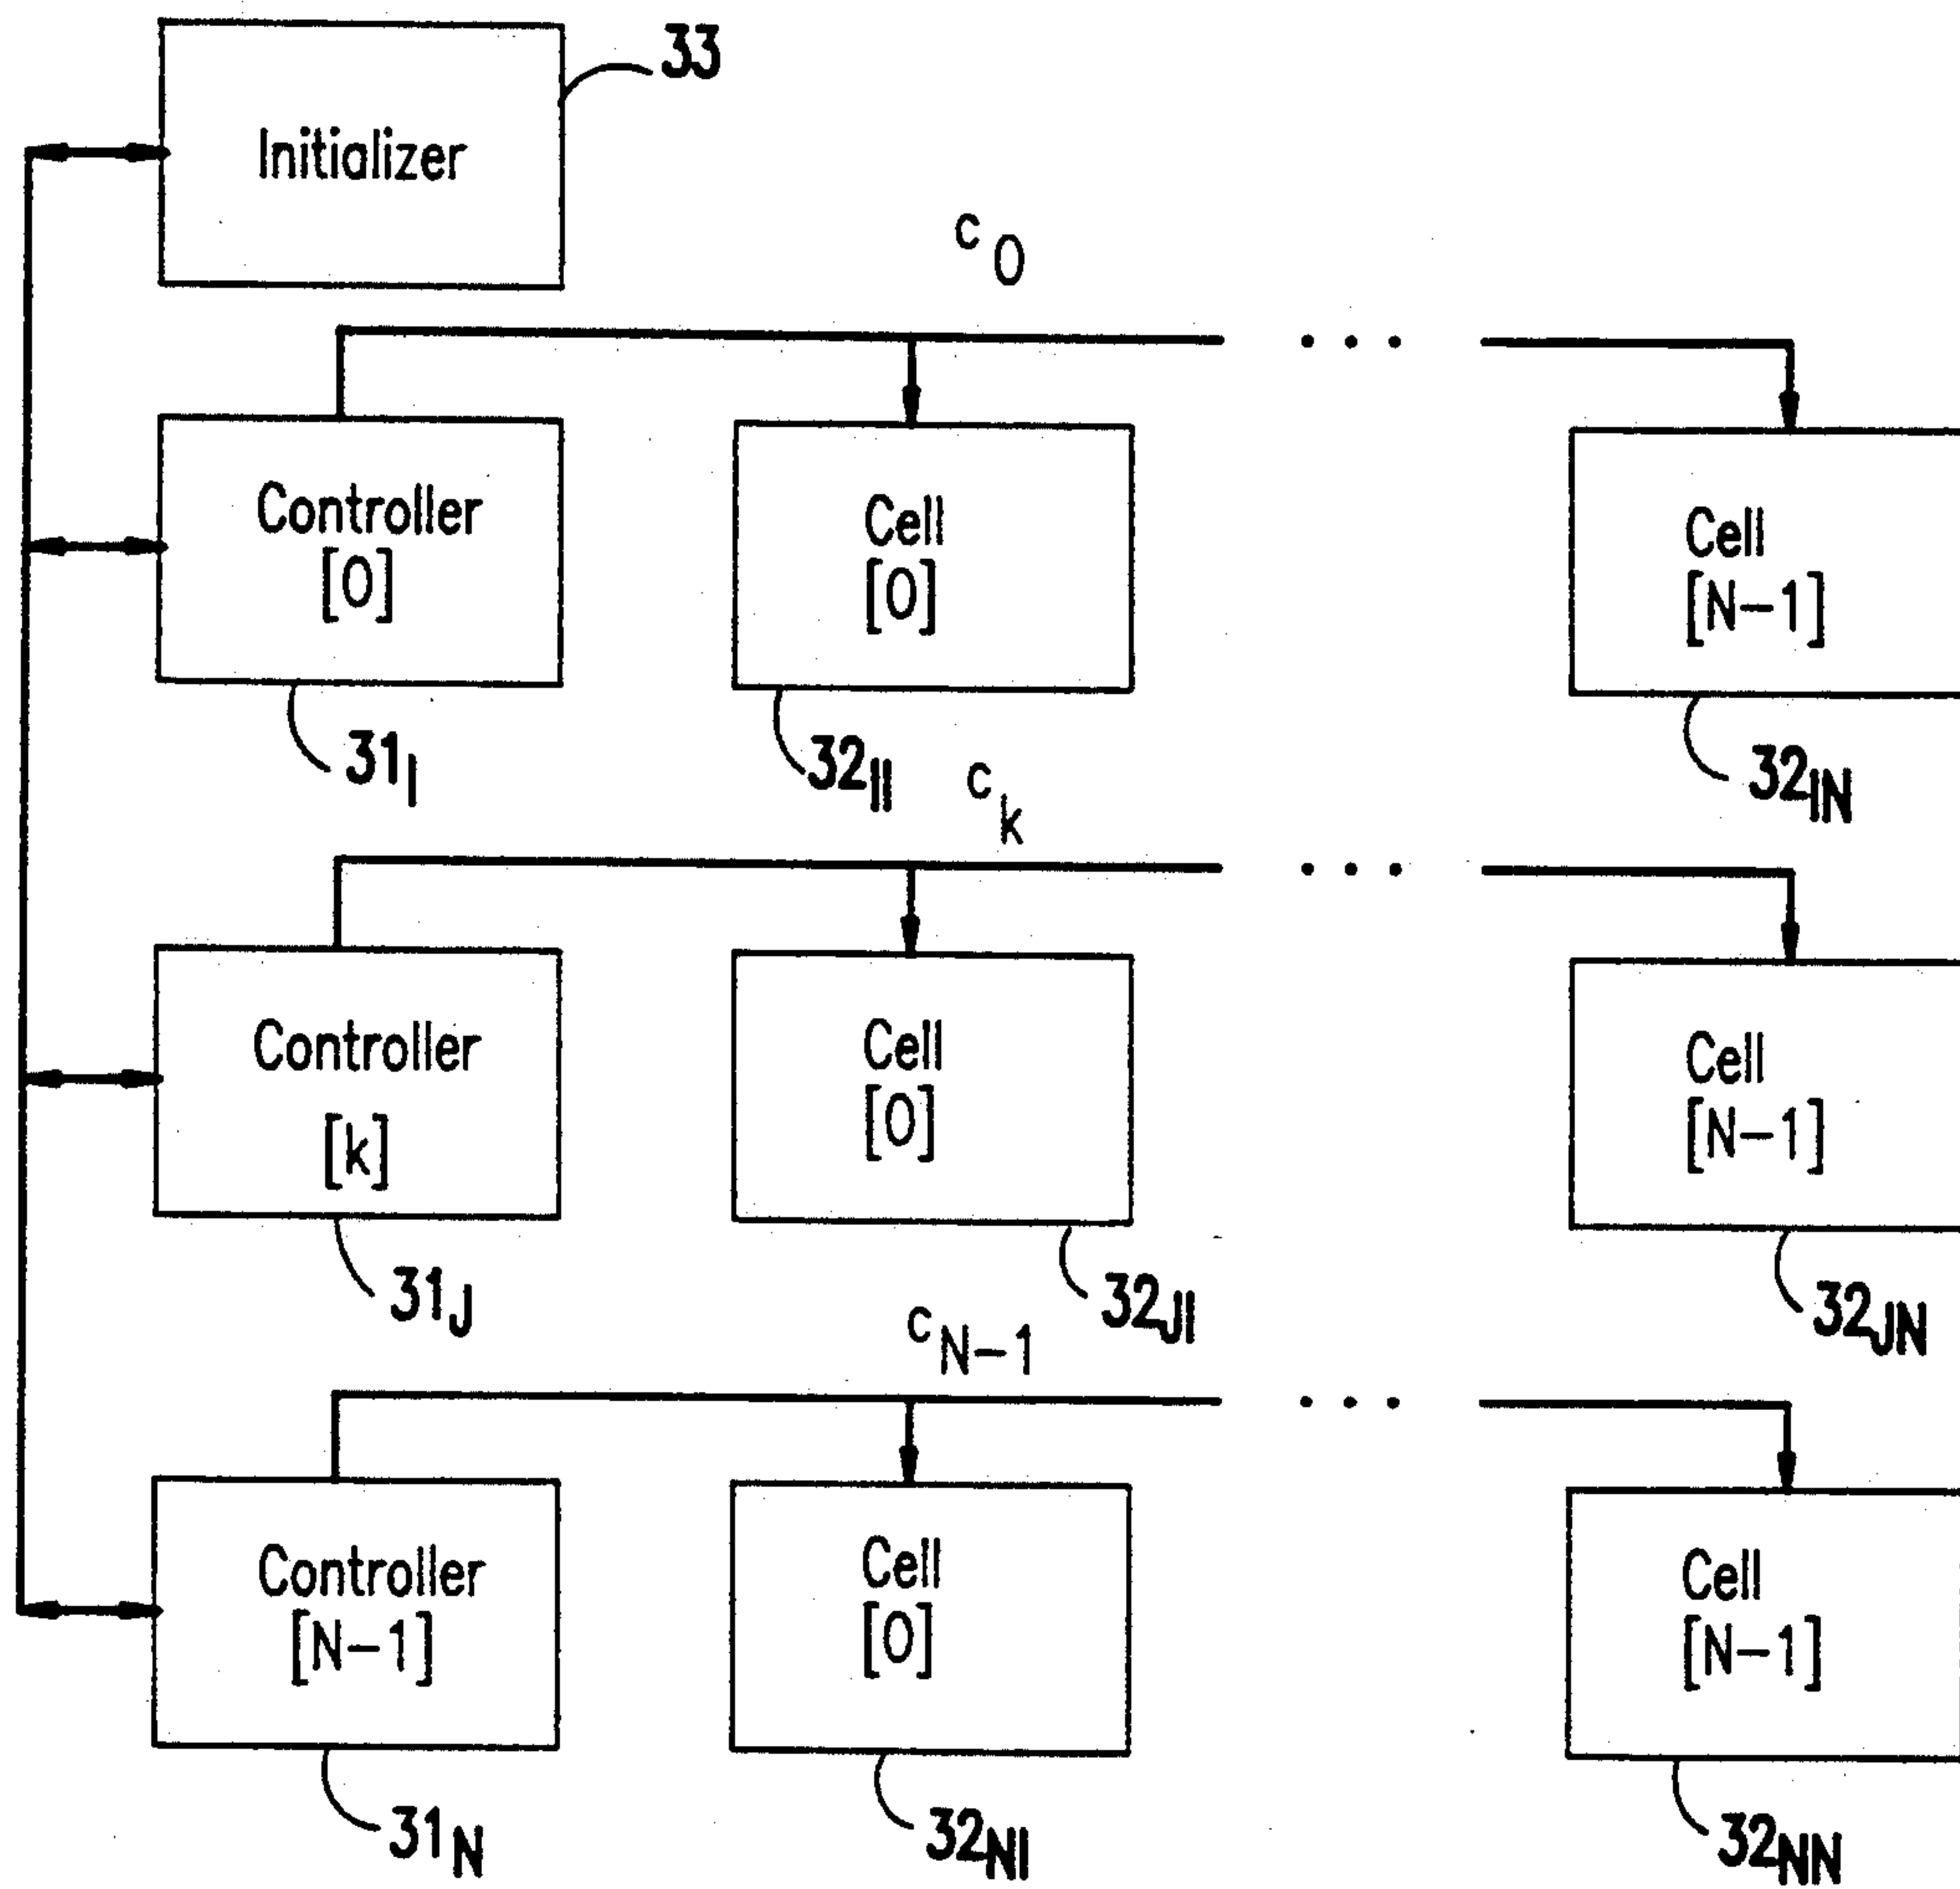 33
Initializer
c0
Controller
[0]
Cell
[0]
Cell
[N-1]
31I
32II
32IN
ck
Controller
[k]
Cell
[0]
Cell
[N-1]
31J
32JI
32JN
cN-1
Controller
[N-1]
Cell
[0]
Cell
[N-1]
31N
32NI
32NN